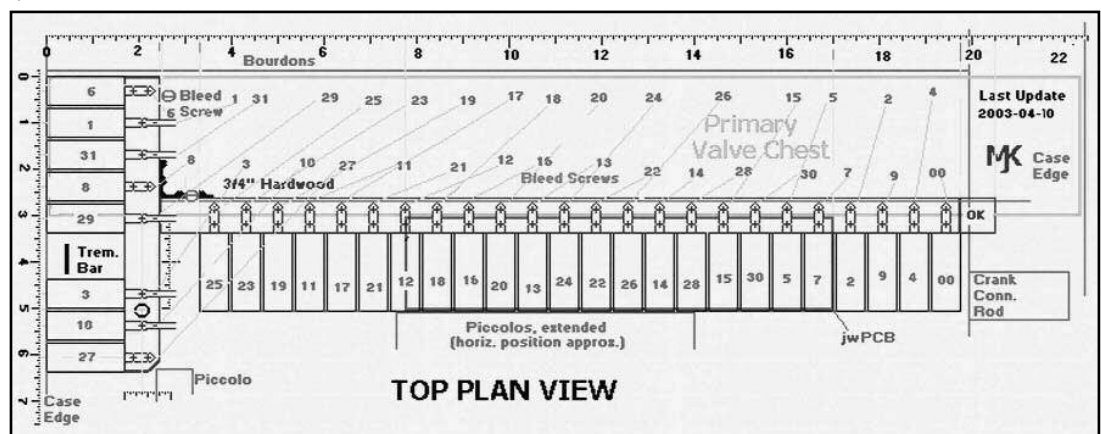 0 2 4 6 8 10 12 14 16 18 20 22
Bourdons
0
6 Bleed 1 31 29 25 23 19 17 18 20 24 26 15 5 2 4 Last Update
6 Screw 2003-04-10
1 1
Primary
31 8 3 10 27 11 21 12 16 13 22 14 28 30 7 9 00 Valve Chest MK Case
Edge
2
8 3/4" Hardwood Bleed Screws
3 29 OK
4 Trem.
Bar
25 23 19 11 17 21 12 18 16 20 13 24 22 26 14 28 15 30 5 7 2 9 4 00 Crank
3 Conn.
5 Rod
10 Piccolos, extended
(horiz. position approx.) jwPCB
6 27
Piccolo
TOP PLAN VIEW
7 Case
Edge